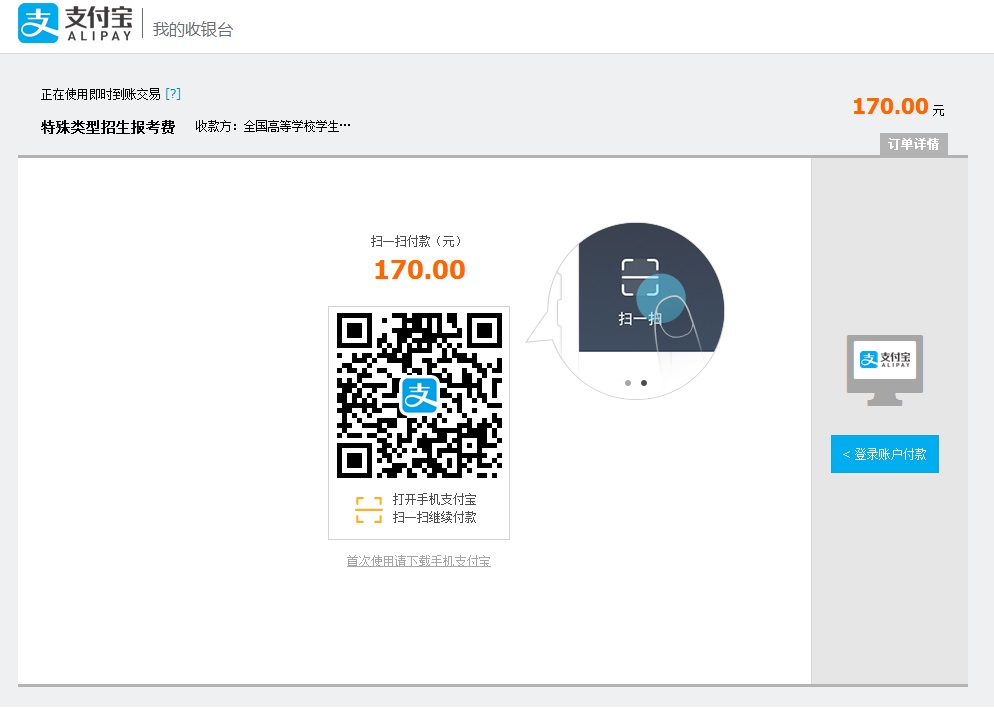 支付宝
ALIPAY
我的收银台
正在使用即时到账交易 [?]
特殊类型招生报考费 收款方：全国高等学校学生…
170.00 元
订单详情
扫一扫付款（元）
170.00
支
扫一扫
打开手机支付宝
扫一扫继续付款
首次使用请下载手机支付宝
支付宝
ALIPAY
< 登录账户付款